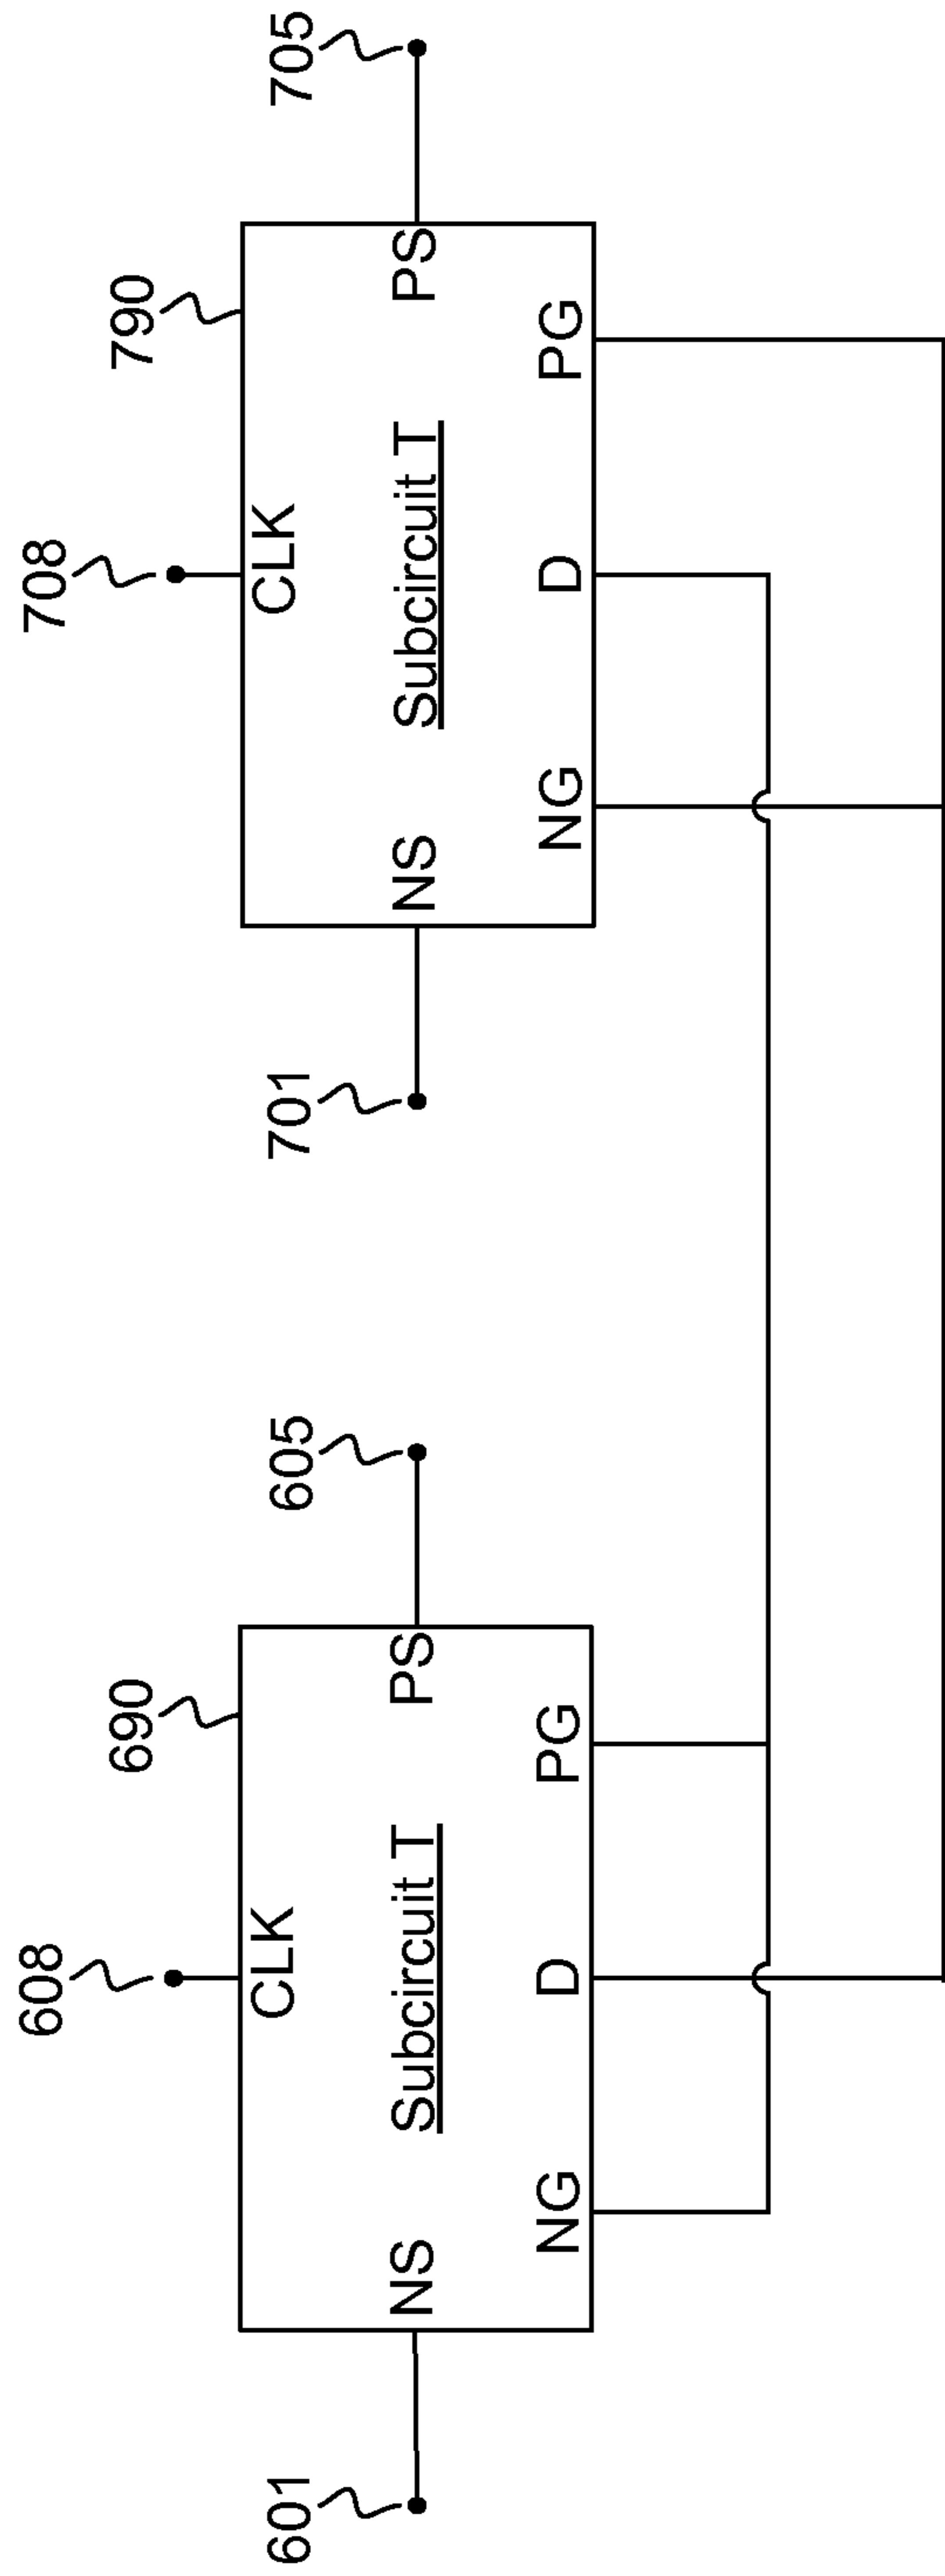 608
708
690
790
601
605
701
705
CLK
CLK
NS
Subcircuit T
PS
NS
Subcircuit T
PS
NG
D
PG
NG
D
PG